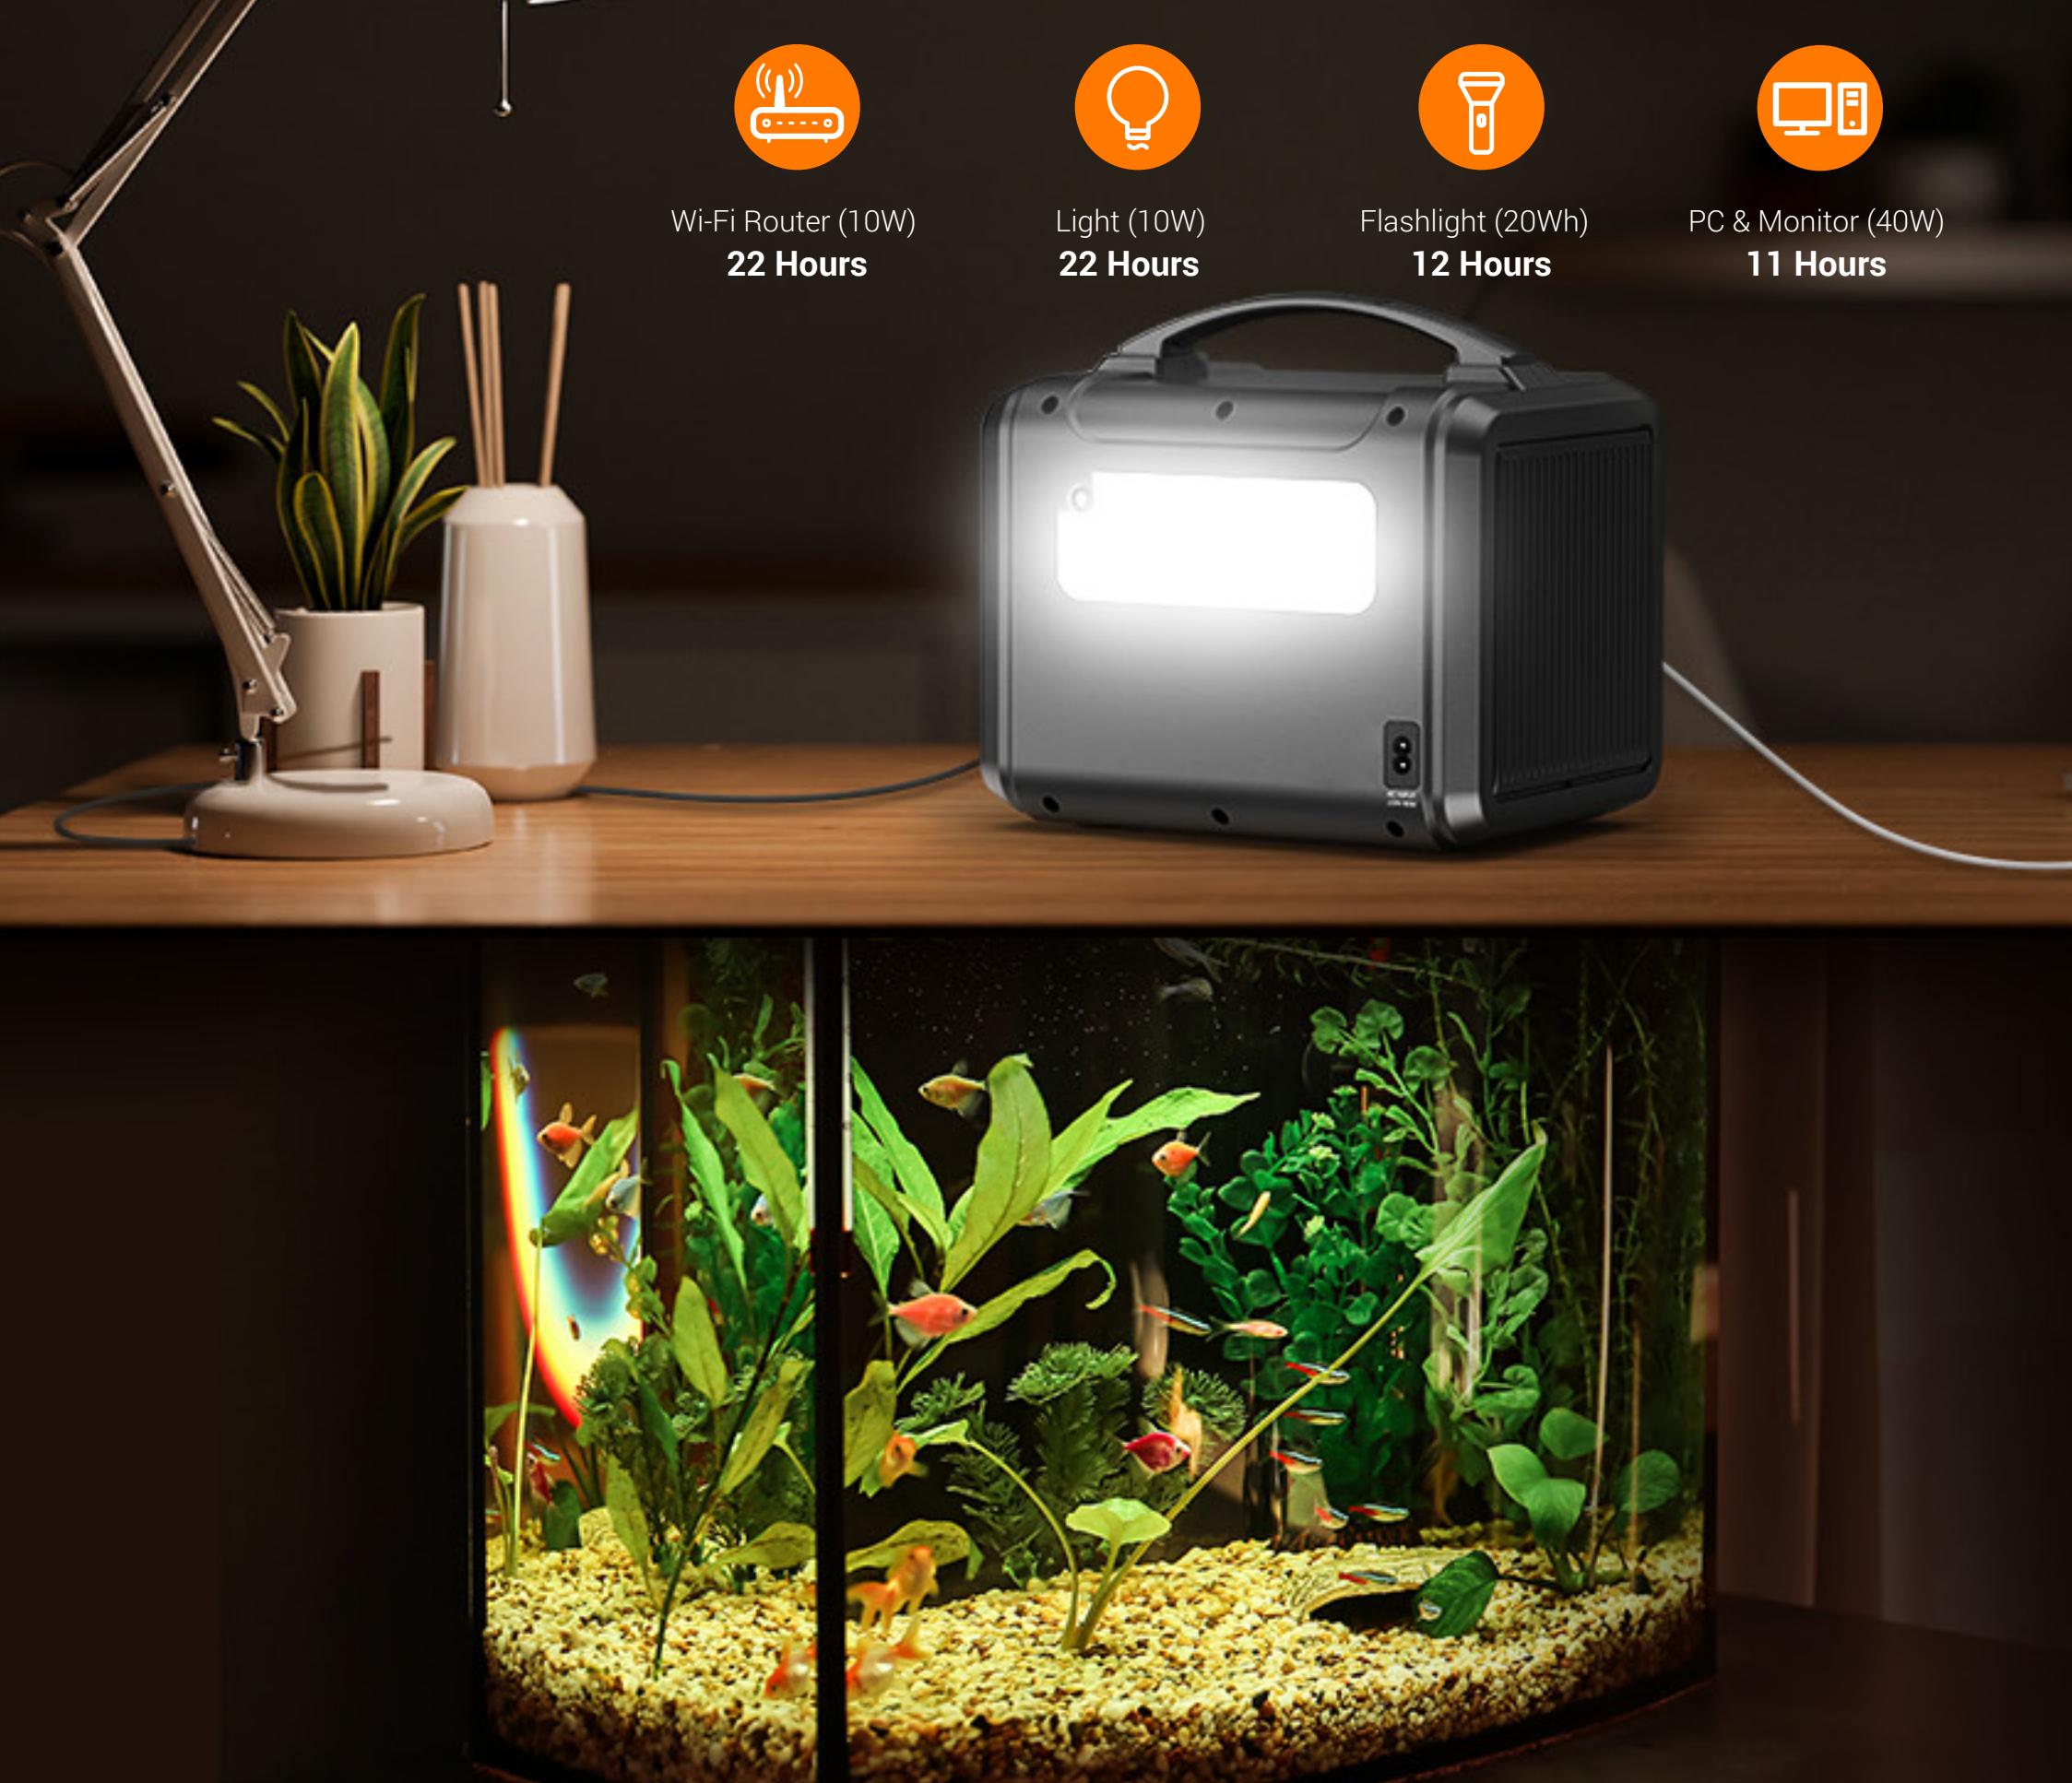 Wi-Fi Router (10W)
22 Hours
Light (10W)
22 Hours
Flashlight (20Wh)
12 Hours
PC & Monitor (40W)
11 Hours